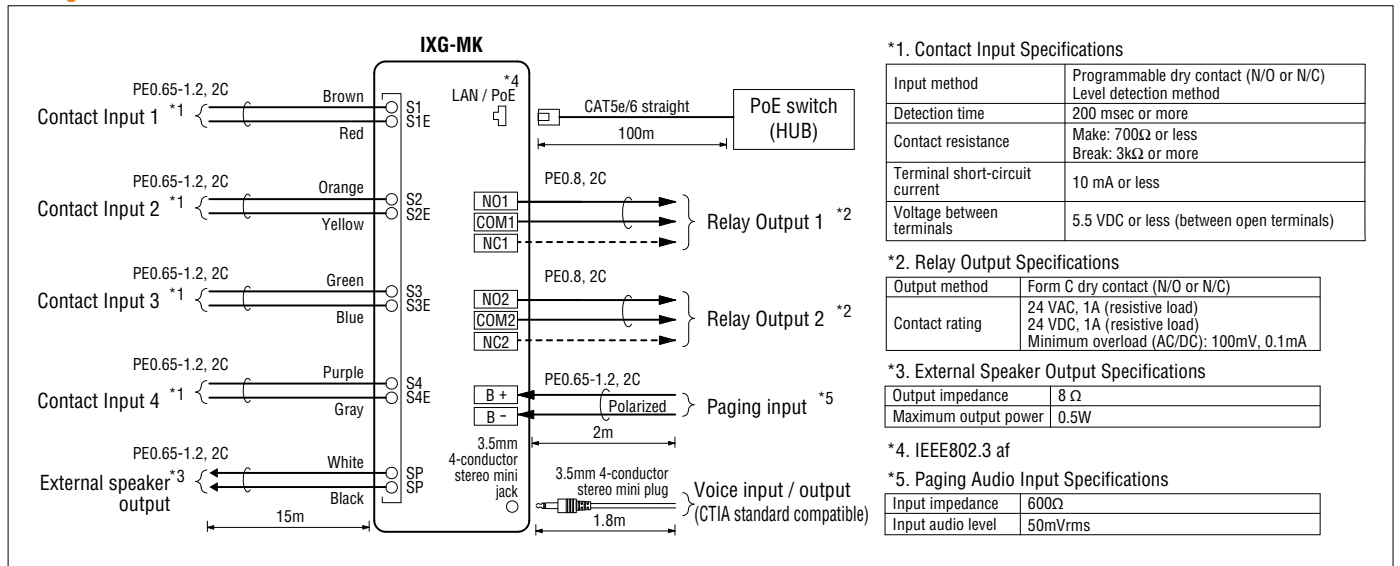 IXG-MK
*4
LAN / PoE
PE0.65-1.2, 2C
Contact Input 1 *1
Brown
Red
S1
S1E
PE0.65-1.2, 2C
Contact Input 2 *1
Orange
Yellow
S2
S2E
PE0.65-1.2, 2C
Contact Input 3 *1
Green
Blue
S3
S3E
PE0.65-1.2, 2C
Contact Input 4 *1
Purple
Gray
S4
S4E
PE0.65-1.2, 2C
External speaker *3
output
White
Black
SP
SP
15m
CAT5e/6 straight
100m
PoE switch
(HUB)
PE0.8, 2C
NO1
COM1
NC1
Relay Output 1 *2
PE0.8, 2C
NO2
COM2
NC2
Relay Output 2 *2
PE0.65-1.2, 2C
B +
B -
Polarized
Paging input *5
2m
3.5mm
4-conductor
stereo mini
jack
3.5mm 4-conductor
stereo mini plug
1.8m
Voice input / output
(CTIA standard compatible)
*1. Contact Input Specifications
Input method
Programmable dry contact (N/O or N/C)
Level detection method
Detection time 200 msec or more
Contact resistance
Make: 700Ω or less
Break: 3kΩ or more
Terminal short-circuit
current
10 mA or less
Voltage between
terminals
5.5 VDC or less (between open terminals)
*2. Relay Output Specifications
Output method Form C dry contact (N/O or N/C)
Contact rating
24 VAC, 1A (resistive load)
24 VDC, 1A (resistive load)
Minimum overload (AC/DC): 100mV, 0.1mA
*3. External Speaker Output Specifications
Output impedance 8 Ω
Maximum output power 0.5W
*4. IEEE802.3 af
*5. Paging Audio Input Specifications
Input impedance 600Ω
Input audio level 50mVrms